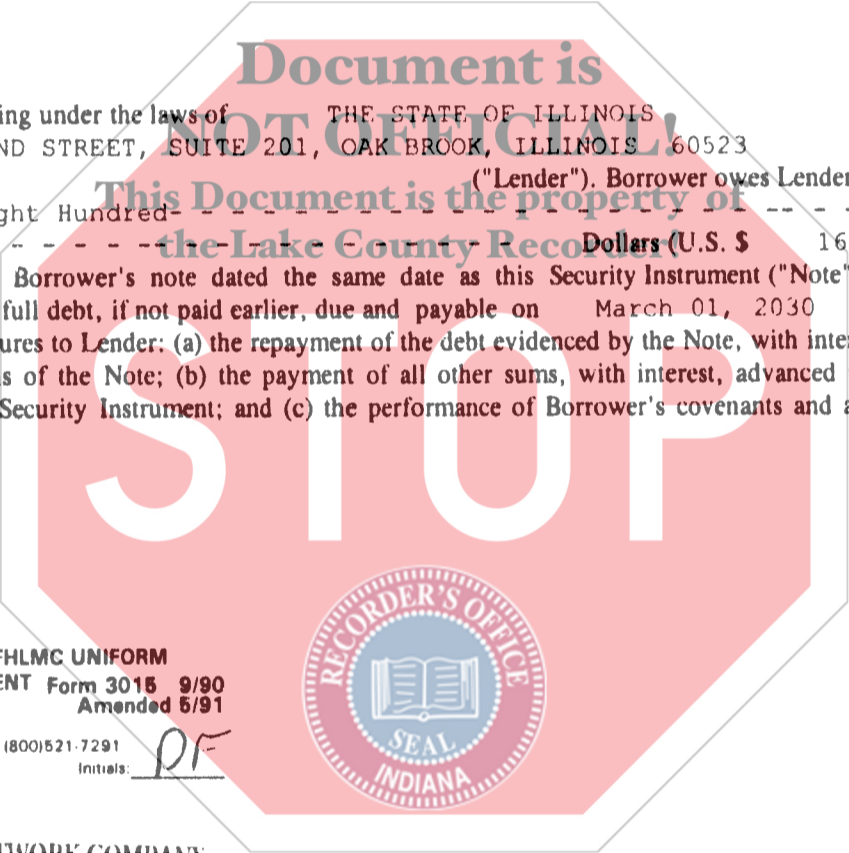 Document is
ing under the laws of THE STATE OF ILLINOIS
NOT OFFICIAL!
ND STREET, SUITE 201, OAK BROOK, ILLINOIS 60523
("Lender"). Borrower owes Lender
This Document is the property of
ght Hundred- - - - - - - - - - - - - - - - - - - - - - - - - - -
the Lake County Recorder!
- - - - - - - - - - - - - - - - - - - Dollars (U.S. $ 16
Borrower's note dated the same date as this Security Instrument ("Note"
full debt, if not paid earlier, due and payable on March 01, 2030
ures to Lender: (a) the repayment of the debt evidenced by the Note, with inte
s of the Note; (b) the payment of all other sums, with interest, advanced
Security Instrument; and (c) the performance of Borrower's covenants and a
STOP
RECORDER'S OFFICE
SEAL
INDIANA
FHLMC UNIFORM
ENT Form 3015 9/90
Amended 5/91
(800)521-7291
Initials: DF
TWORK COMPANY